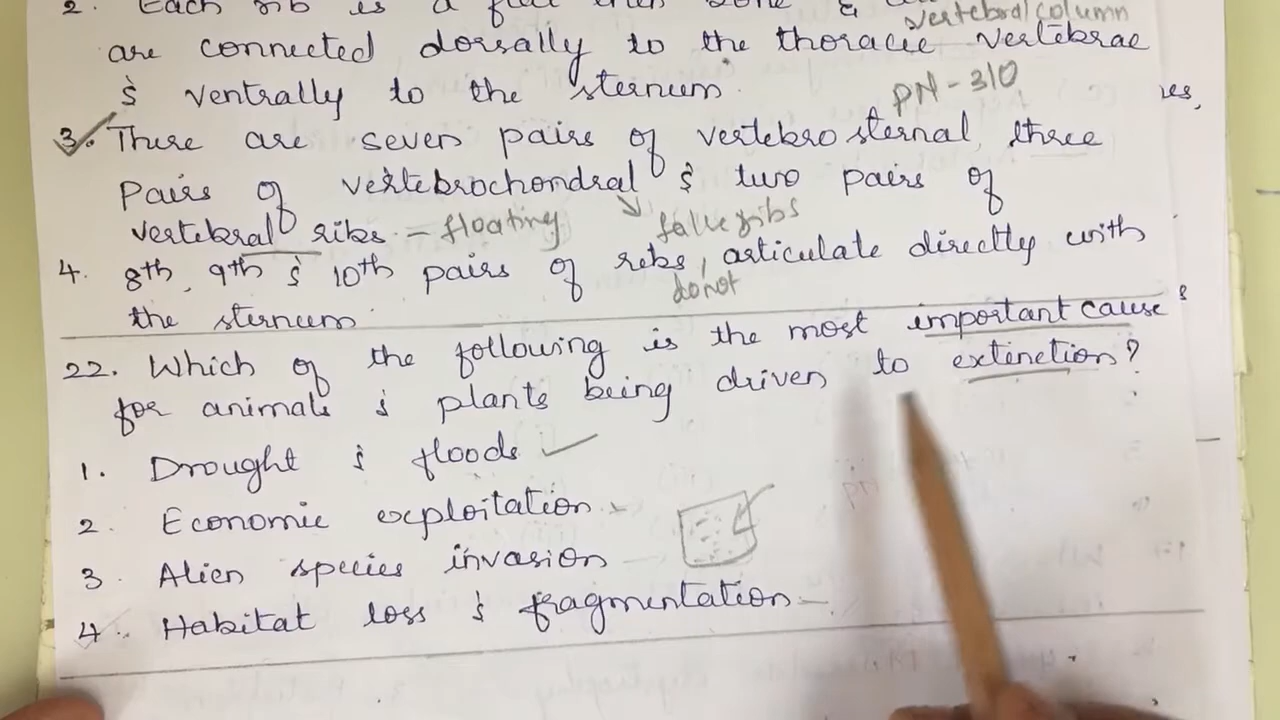 2. Each rib is a
vertebral column
are connected dorsally to the thoracic vertebrae
& ventrally to the sternum.
PN-310
3. There are seven pairs of vertebrosternal, three
Pairs of vertebrochondral & two pairs of
vertebral ribs. - floating false ribs
4. 8th, 9th & 10th pairs of ribs, articulate directly with
do not
the sternum.
22. Which of the following is the most important cause
for animals & plants being driven to extinction?
1. Drought & floods
2. Economic exploitation
3. Alien species invasion
4. Habitat loss & fragmentation